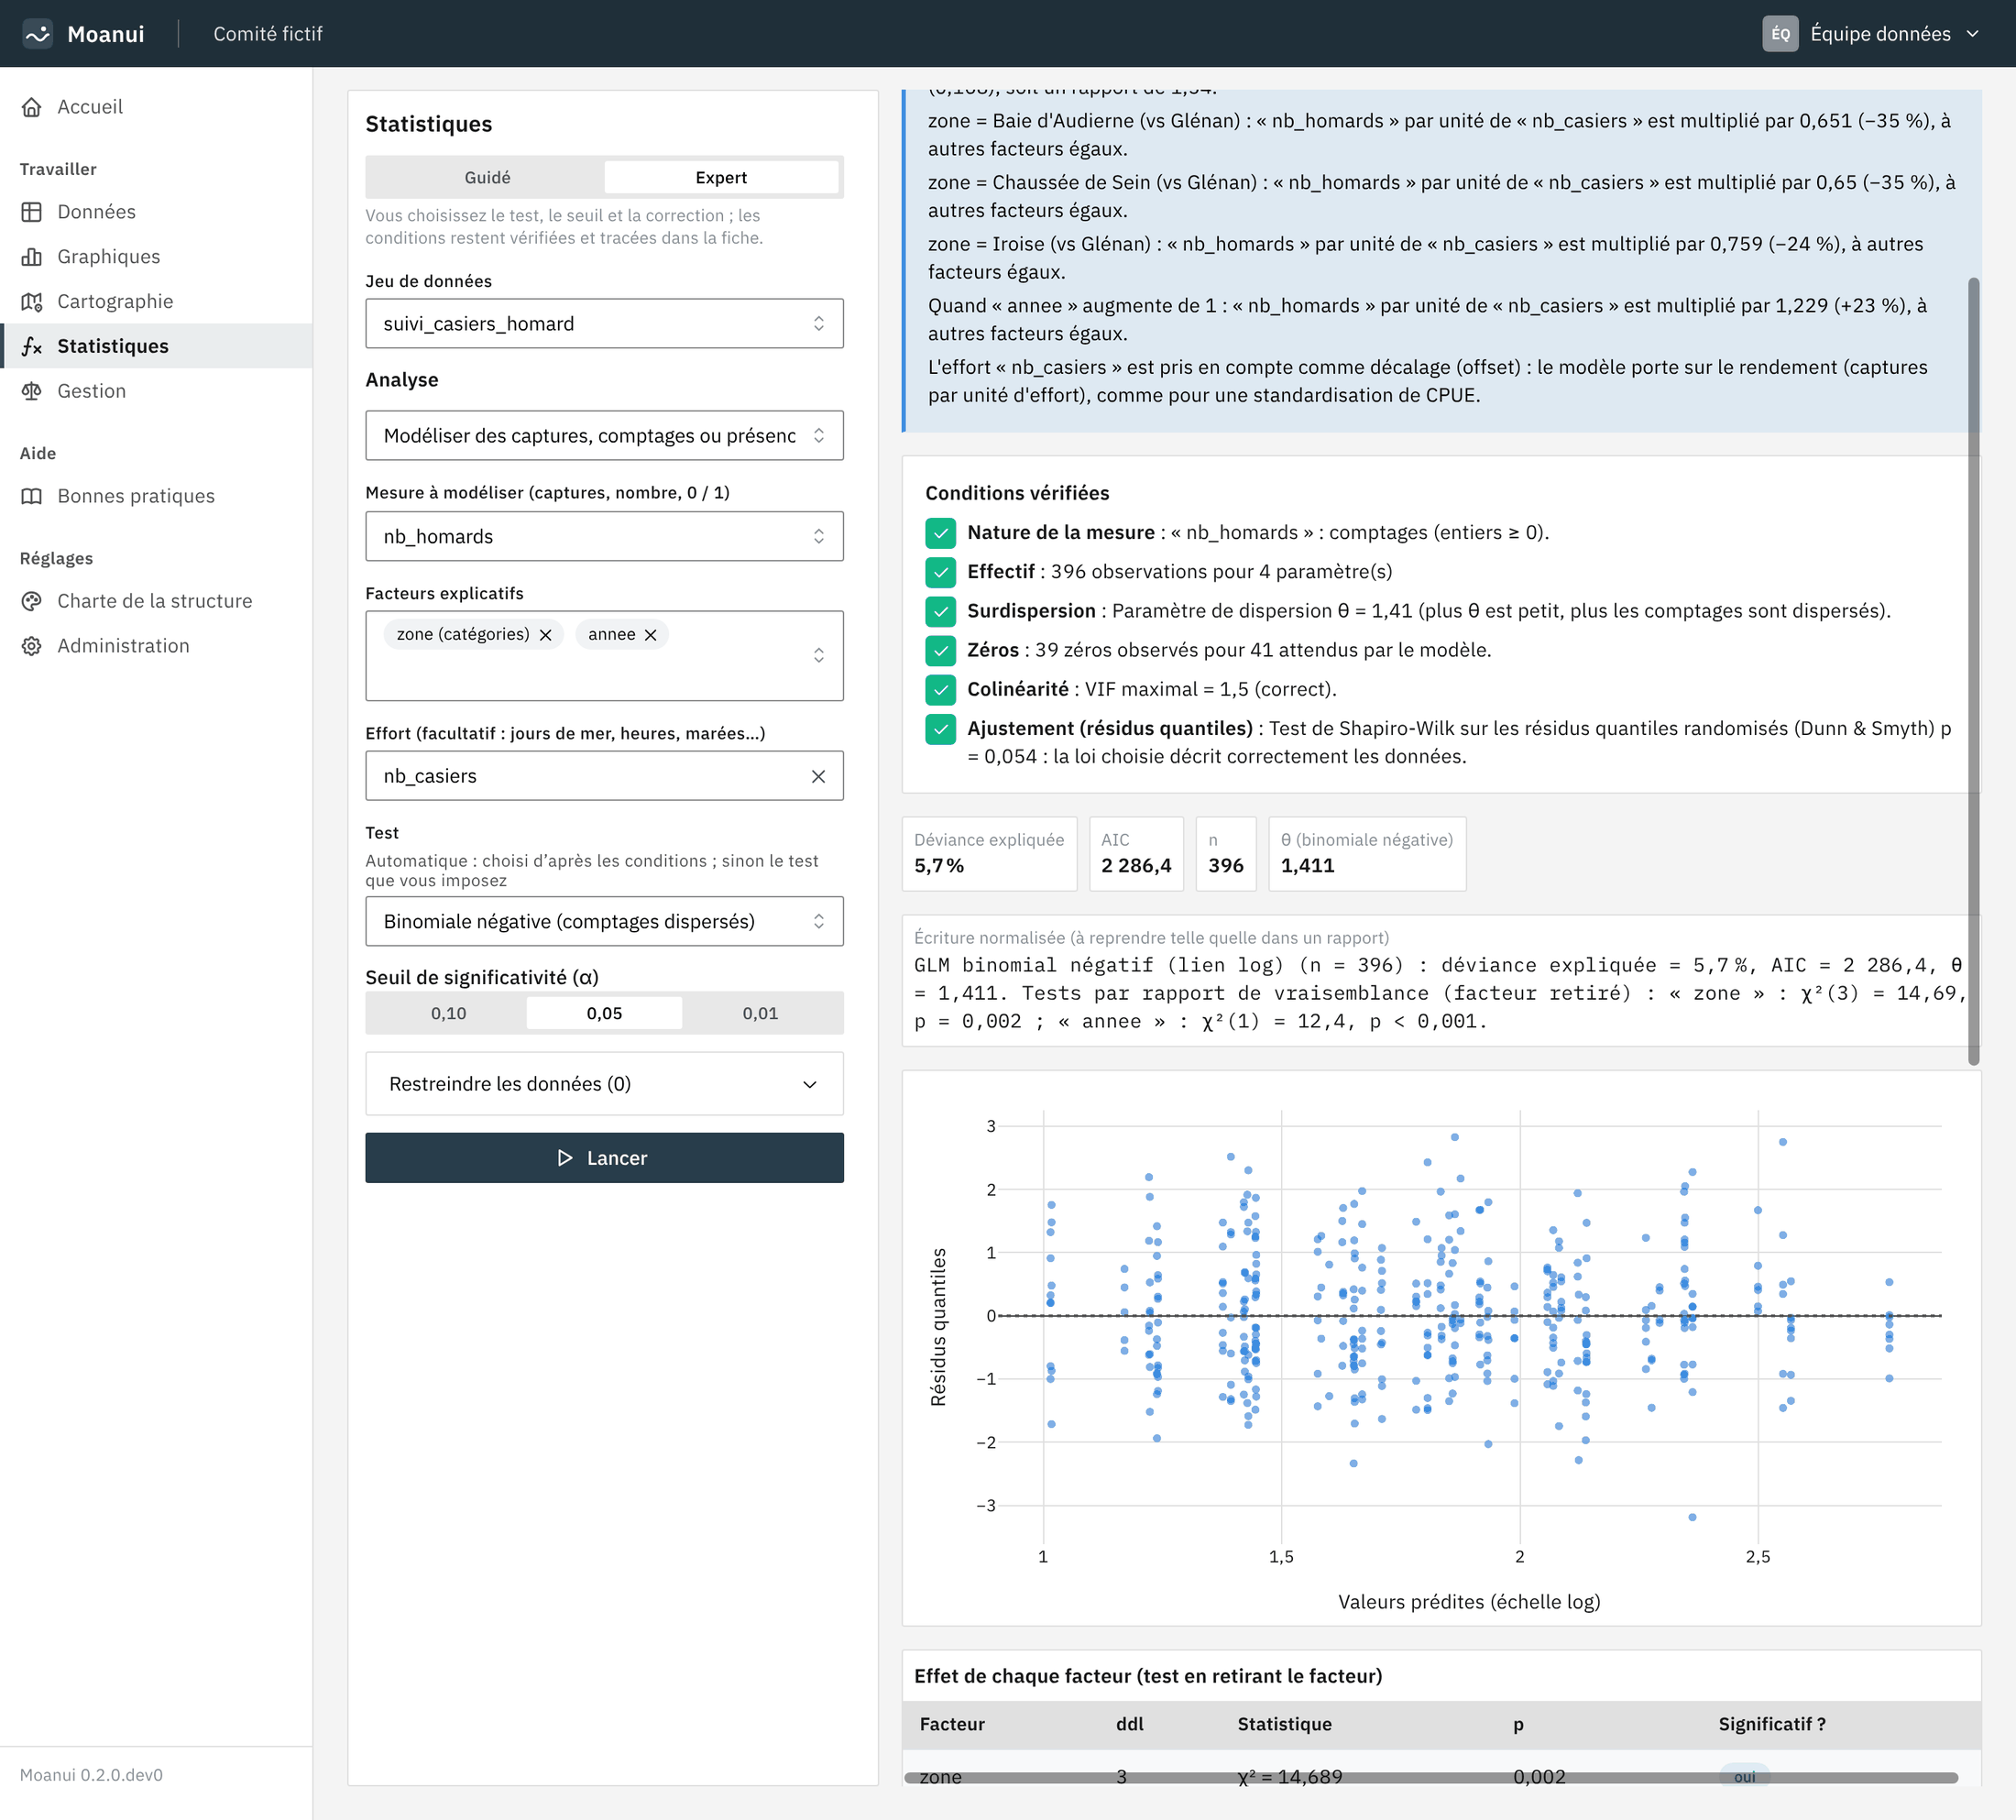 Moanui
Comité fictif
ÉQ
Équipe données
Accueil
Travailler
Données
Graphiques
Cartographie
Statistiques
Gestion
Aide
Bonnes pratiques
Réglages
Charte de la structure
Administration
Moanui 0.2.0.dev0
Statistiques
Guidé
Expert
Vous choisissez le test, le seuil et la correction ; les
conditions restent vérifiées et tracées dans la fiche.
Jeu de données
suivi_casiers_homard
Analyse
Modéliser des captures, comptages ou présenc
Mesure à modéliser (captures, nombre, 0 / 1)
nb_homards
Facteurs explicatifs
zone (catégories)
annee
Effort (facultatif : jours de mer, heures, marées…)
nb_casiers
Test
Automatique : choisi d’après les conditions ; sinon le test
que vous imposez
Binomiale négative (comptages dispersés)
Seuil de significativité (α)
0,10
0,05
0,01
Restreindre les données (0)
Lancer
(0,168), soit un rapport de 1,54.
zone = Baie d'Audierne (vs Glénan) : « nb_homards » par unité de « nb_casiers » est multiplié par 0,651 (−35 %), à
autres facteurs égaux.
zone = Chaussée de Sein (vs Glénan) : « nb_homards » par unité de « nb_casiers » est multiplié par 0,65 (−35 %), à
autres facteurs égaux.
zone = Iroise (vs Glénan) : « nb_homards » par unité de « nb_casiers » est multiplié par 0,759 (−24 %), à autres
facteurs égaux.
Quand « annee » augmente de 1 : « nb_homards » par unité de « nb_casiers » est multiplié par 1,229 (+23 %), à
autres facteurs égaux.
L'effort « nb_casiers » est pris en compte comme décalage (offset) : le modèle porte sur le rendement (captures
par unité d'effort), comme pour une standardisation de CPUE.
Conditions vérifiées
Nature de la mesure : « nb_homards » : comptages (entiers ≥ 0).
Effectif : 396 observations pour 4 paramètre(s)
Surdispersion : Paramètre de dispersion θ = 1,41 (plus θ est petit, plus les comptages sont dispersés).
Zéros : 39 zéros observés pour 41 attendus par le modèle.
Colinéarité : VIF maximal = 1,5 (correct).
Ajustement (résidus quantiles) : Test de Shapiro-Wilk sur les résidus quantiles randomisés (Dunn & Smyth) p
= 0,054 : la loi choisie décrit correctement les données.
Déviance expliquée
5,7 %
AIC
2 286,4
n
396
θ (binomiale négative)
1,411
Écriture normalisée (à reprendre telle quelle dans un rapport)
GLM binomial négatif (lien log) (n = 396) : déviance expliquée = 5,7 %, AIC = 2 286,4, θ
= 1,411. Tests par rapport de vraisemblance (facteur retiré) : « zone » : χ²(3) = 14,69,
p = 0,002 ; « annee » : χ²(1) = 12,4, p < 0,001.
3
2
1
0
−1
−2
−3
Résidus quantiles
1
1,5
2
2,5
Valeurs prédites (échelle log)
Effet de chaque facteur (test en retirant le facteur)
Facteur ddl Statistique p Significatif ?
zone 3 χ² = 14,689 0,002 oui